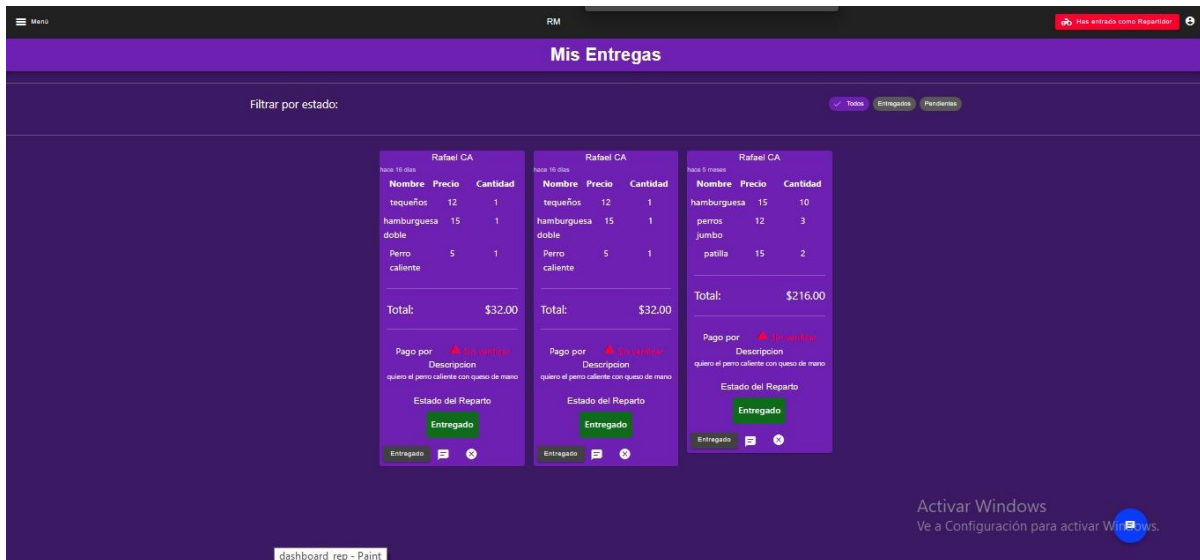 Menú
RM
Has entrado como Repartidor
Mis Entregas
Filtrar por estado:
Todos Entregados Pendientes
Rafael CA
hace 16 días
Nombre Precio Cantidad
tequeños 12 1
hamburguesa doble 15 1
Perro caliente 5 1
Total: $32.00
Pago por Sin verificar
Descripcion
quiero el perro caliente con queso de mano
Estado del Reparto
Entregado
Entregado
Rafael CA
hace 16 días
Nombre Precio Cantidad
tequeños 12 1
hamburguesa doble 15 1
Perro caliente 5 1
Total: $32.00
Pago por Sin verificar
Descripcion
quiero el perro caliente con queso de mano
Estado del Reparto
Entregado
Entregado
Rafael CA
hace 5 meses
Nombre Precio Cantidad
hamburguesa 15 10
perros jumbo 12 3
patilla 15 2
Total: $216.00
Pago por Sin verificar
Descripcion
quiero el perro caliente con queso de mano
Estado del Reparto
Entregado
Entregado
Activar Windows
Ve a Configuración para activar Windows.
dashboard_rep - Paint